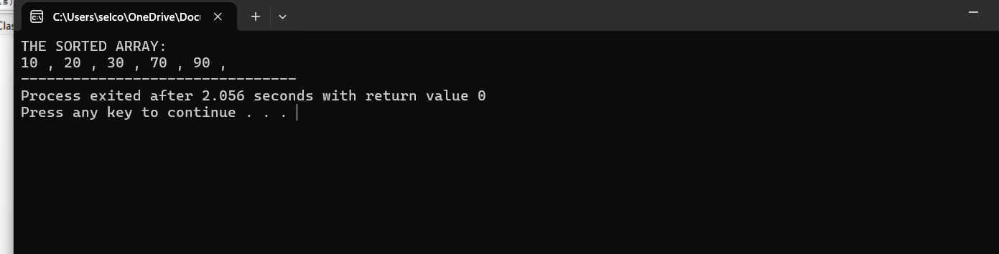 C:\Users\selco\OneDrive\Docu
THE SORTED ARRAY:
10 , 20 , 30 , 70 , 90 ,
--------------------------------
Process exited after 2.056 seconds with return value 0
Press any key to continue . . .